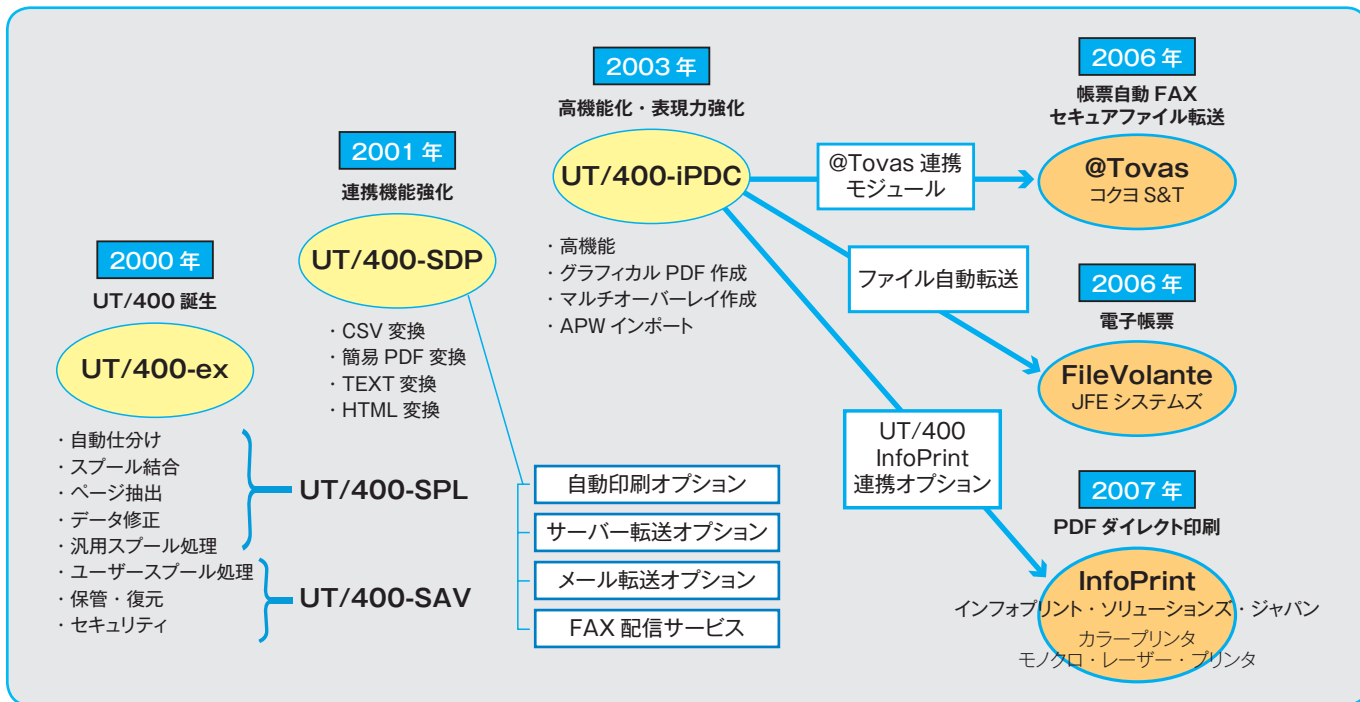 2000 年
UT/400 誕生
UT/400-ex
・自動仕分け
・スプール結合
・ページ抽出
・データ修正
・汎用スプール処理
・ユーザースプール処理
・保管・復元
・セキュリティ
UT/400-SPL
UT/400-SAV
2001 年
連携機能強化
UT/400-SDP
・CSV 変換
・簡易 PDF 変換
・TEXT 変換
・HTML 変換
自動印刷オプション
サーバー転送オプション
メール転送オプション
FAX 配信サービス
2003 年
高機能化・表現力強化
UT/400-iPDC
・高機能
・グラフィカル PDF 作成
・マルチオーバーレイ作成
・APW インポート
@Tovas 連携
モジュール
ファイル自動転送
UT/400
InfoPrint
連携オプション
2006 年
帳票自動 FAX
セキュアファイル転送
@Tovas
コクヨ S&T
2006 年
電子帳票
FileVolante
JFE システムズ
2007 年
PDF ダイレクト印刷
InfoPrint
インフォプリント・ソリューションズ・ジャパン
カラープリンタ
モノクロ・レーザー・プリンタ